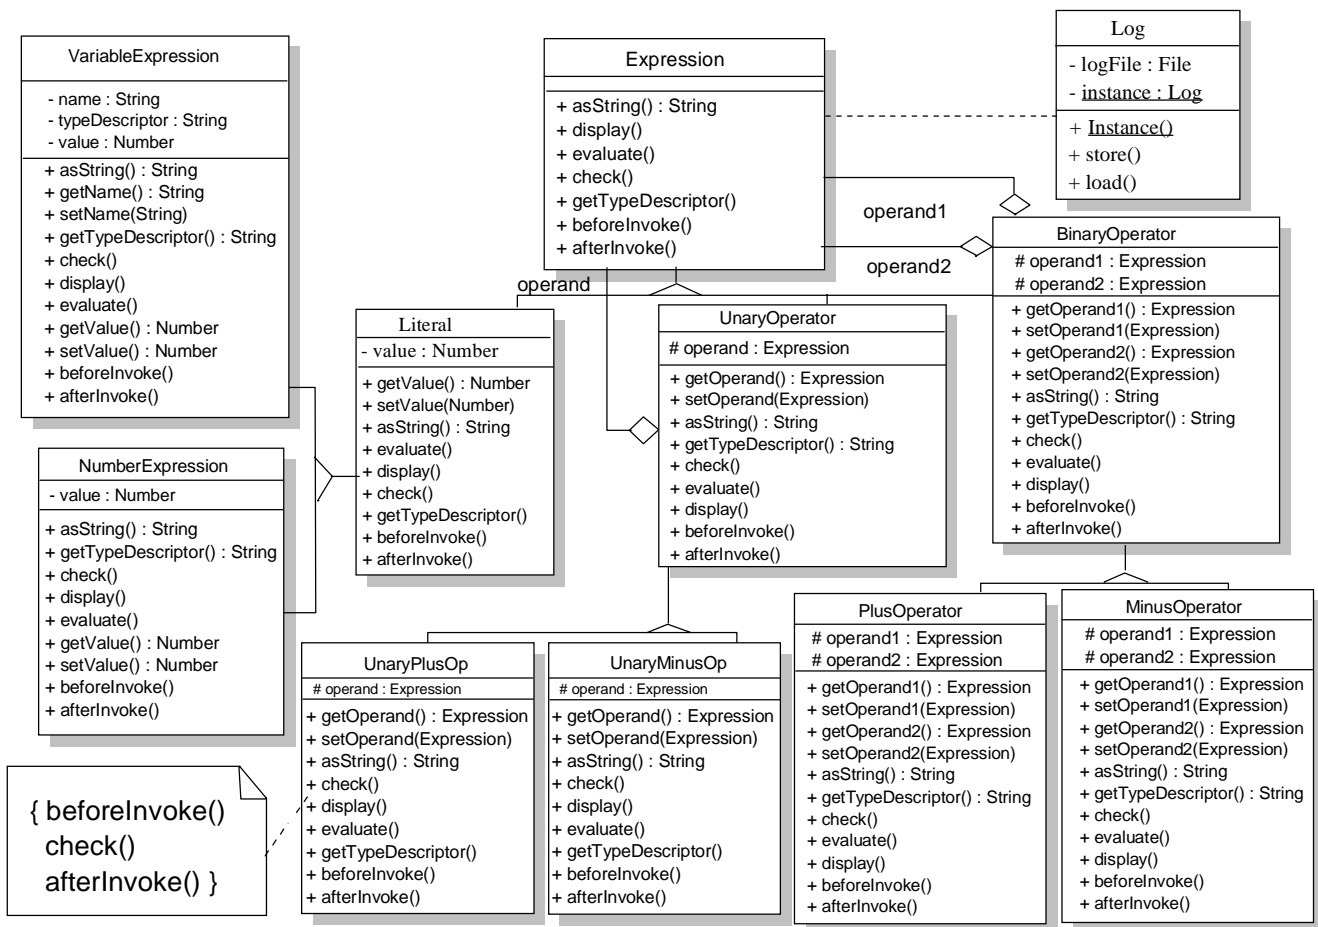 VariableExpression
- name : String
- typeDescriptor : String
- value : Number
+ asString() : String
+ getName() : String
+ setName(String)
+ getTypeDescriptor() : String
+ check()
+ display()
+ evaluate()
+ getValue() : Number
+ setValue() : Number
+ beforeInvoke()
+ afterInvoke()
Expression
+ asString() : String
+ display()
+ evaluate()
+ check()
+ getTypeDescriptor()
+ beforeInvoke()
+ afterInvoke()
Log
- logFile : File
- instance : Log
+ Instance()
+ store()
+ load()
operand1
operand2
operand
BinaryOperator
# operand1 : Expression
# operand2 : Expression
+ getOperand1() : Expression
+ setOperand1(Expression)
+ getOperand2() : Expression
+ setOperand2(Expression)
+ asString() : String
+ getTypeDescriptor() : String
+ check()
+ evaluate()
+ display()
+ beforeInvoke()
+ afterInvoke()
Literal
- value : Number
+ getValue() : Number
+ setValue(Number)
+ asString() : String
+ evaluate()
+ display()
+ check()
+ getTypeDescriptor()
+ beforeInvoke()
+ afterInvoke()
UnaryOperator
# operand : Expression
+ getOperand() : Expression
+ setOperand(Expression)
+ asString() : String
+ getTypeDescriptor() : String
+ check()
+ evaluate()
+ display()
+ beforeInvoke()
+ afterInvoke()
NumberExpression
- value : Number
+ asString() : String
+ getTypeDescriptor() : String
+ check()
+ display()
+ evaluate()
+ getValue() : Number
+ setValue() : Number
+ beforeInvoke()
+ afterInvoke()
UnaryPlusOp
# operand : Expression
+ getOperand() : Expression
+ setOperand(Expression)
+ asString() : String
+ check()
+ display()
+ evaluate()
+ getTypeDescriptor()
+ beforeInvoke()
+ afterInvoke()
UnaryMinusOp
# operand : Expression
+ getOperand() : Expression
+ setOperand(Expression)
+ asString() : String
+ check()
+ display()
+ evaluate()
+ getTypeDescriptor()
+ beforeInvoke()
+ afterInvoke()
PlusOperator
# operand1 : Expression
# operand2 : Expression
+ getOperand1() : Expression
+ setOperand1(Expression)
+ getOperand2() : Expression
+ setOperand2(Expression)
+ asString() : String
+ getTypeDescriptor() : String
+ check()
+ evaluate()
+ display()
+ beforeInvoke()
+ afterInvoke()
MinusOperator
# operand1 : Expression
# operand2 : Expression
+ getOperand1() : Expression
+ setOperand1(Expression)
+ getOperand2() : Expression
+ setOperand2(Expression)
+ asString() : String
+ getTypeDescriptor() : String
+ check()
+ evaluate()
+ display()
+ beforeInvoke()
+ afterInvoke()
{ beforeInvoke()
check()
afterInvoke() }